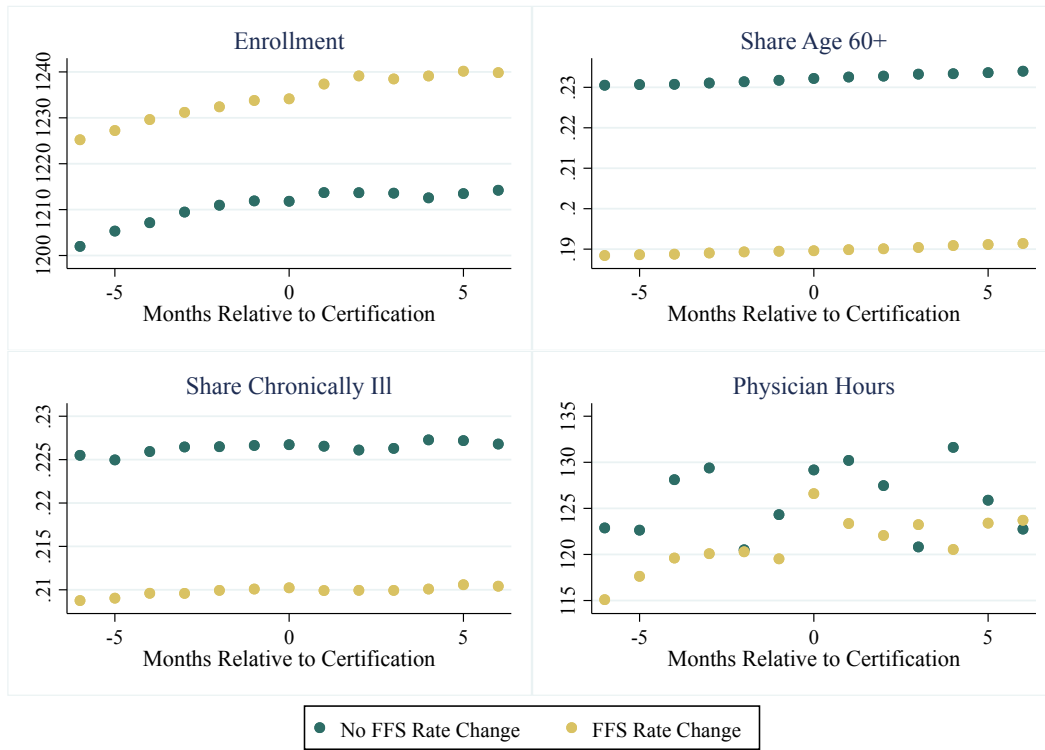 Enrollment
1240
1230
1220
1210
1200
-5 0 5
Months Relative to Certification
Share Age 60+
.23
.22
.21
.2
.19
-5 0 5
Months Relative to Certification
Share Chronically Ill
.23
.225
.22
.215
.21
-5 0 5
Months Relative to Certification
Physician Hours
135
130
125
120
115
-5 0 5
Months Relative to Certification
No FFS Rate Change FFS Rate Change